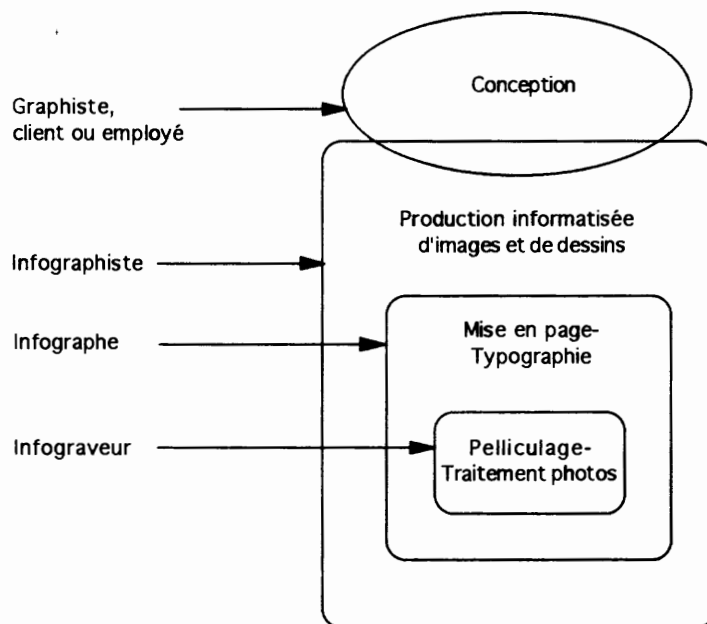 Conception
Graphiste,
client ou employé
Production informatisée
d'images et de dessins
Infographiste
Infographe
Mise en page-
Typographie
Infograveur
Pelliculage-
Traitement photos